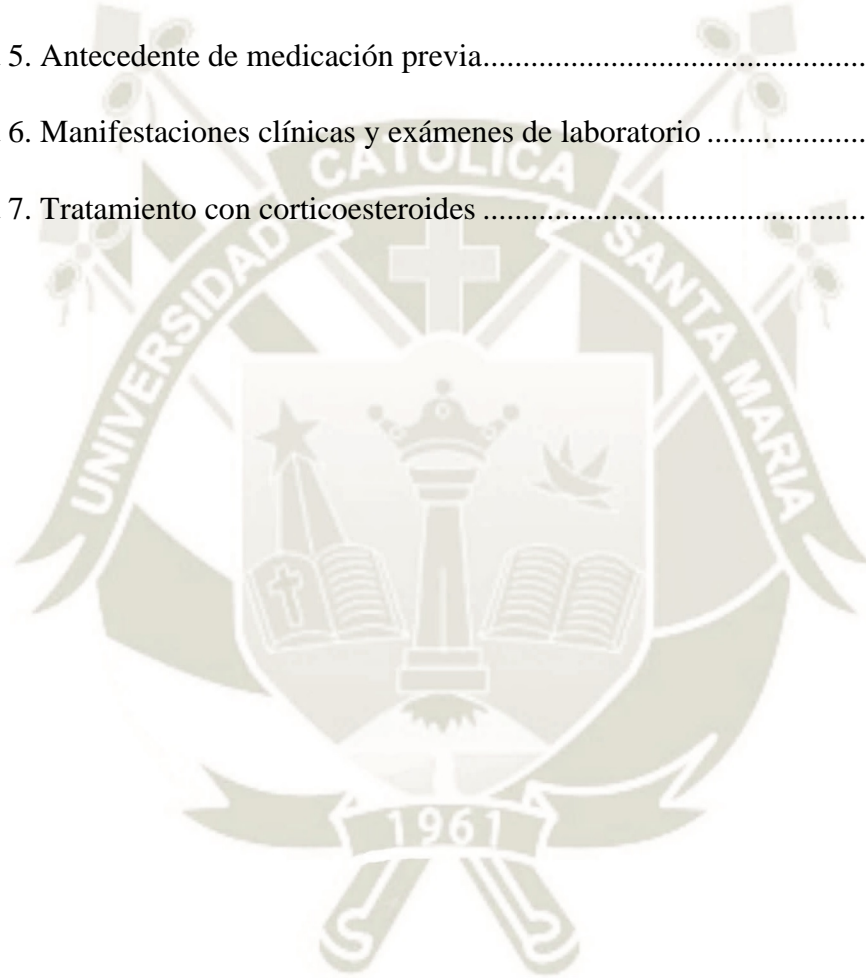 5. Antecedente de medicación previa..................................................
6. Manifestaciones clínicas y exámenes de laboratorio ....................
7. Tratamiento con corticoesteroides ..................................................
UNIVERSIDAD CATOLICA SANTA MARIA
1961